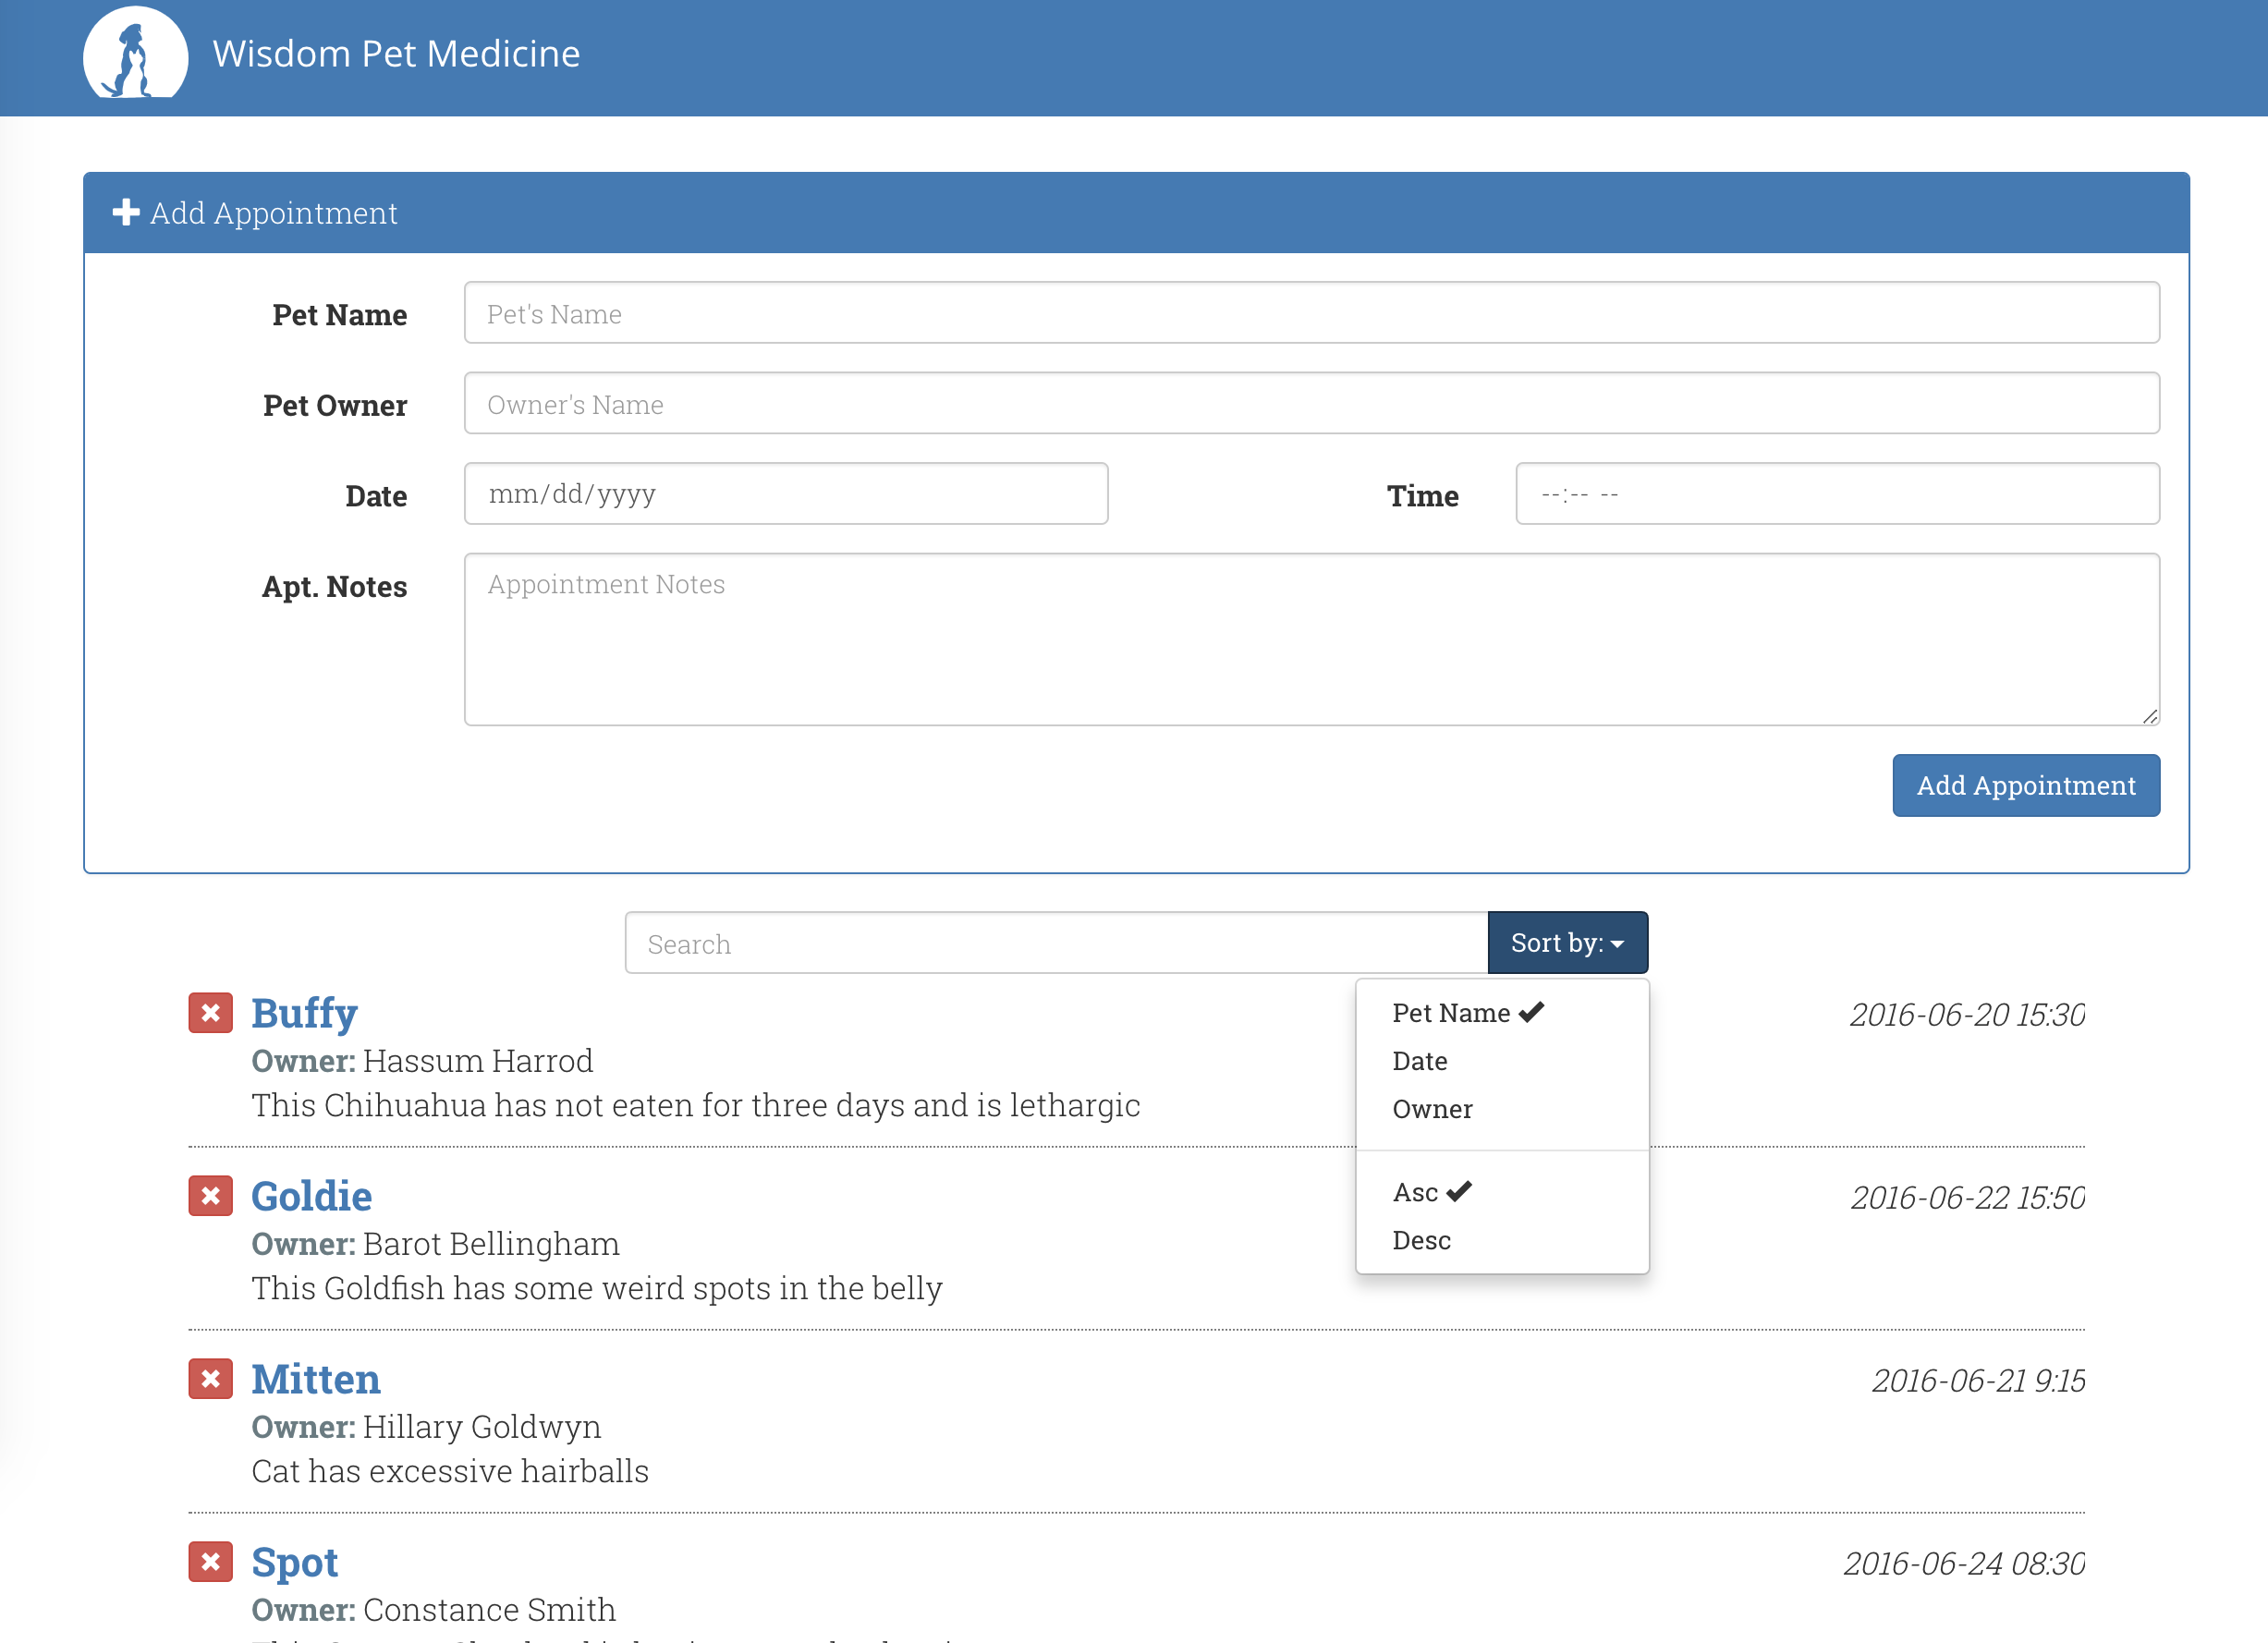 Wisdom Pet Medicine
Add Appointment
Pet Name
Pet's Name
Pet Owner
Owner's Name
Date
mm/dd/yyyy
Time
--:-- --
Apt. Notes
Appointment Notes
Add Appointment
Search
Sort by:
Pet Name
Date
Owner
Asc
Desc
Buffy
2016-06-20 15:30
Owner: Hassum Harrod
This Chihuahua has not eaten for three days and is lethargic
Goldie
2016-06-22 15:50
Owner: Barot Bellingham
This Goldfish has some weird spots in the belly
Mitten
2016-06-21 9:15
Owner: Hillary Goldwyn
Cat has excessive hairballs
Spot
2016-06-24 08:30
Owner: Constance Smith